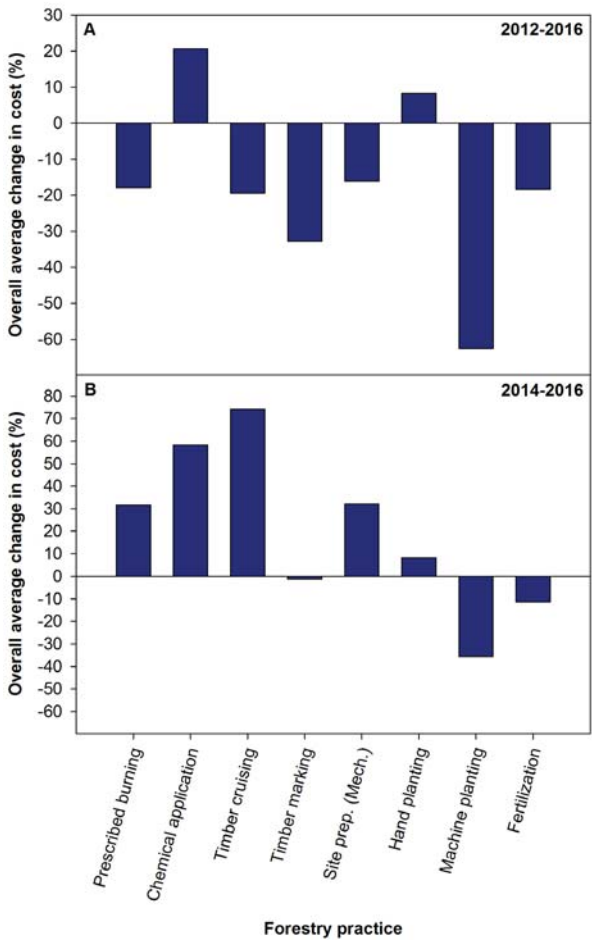 A
2012-2016
Overall average change in cost (%)
30
20
10
0
-10
-20
-30
-40
-50
-60
B
2014-2016
Overall average change in cost (%)
80
70
60
50
40
30
20
10
0
-10
-20
-30
-40
-50
-60
Prescribed burning
Chemical application
Timber cruising
Timber marking
Site prep. (Mech.)
Hand planting
Machine planting
Fertilization
Forestry practice